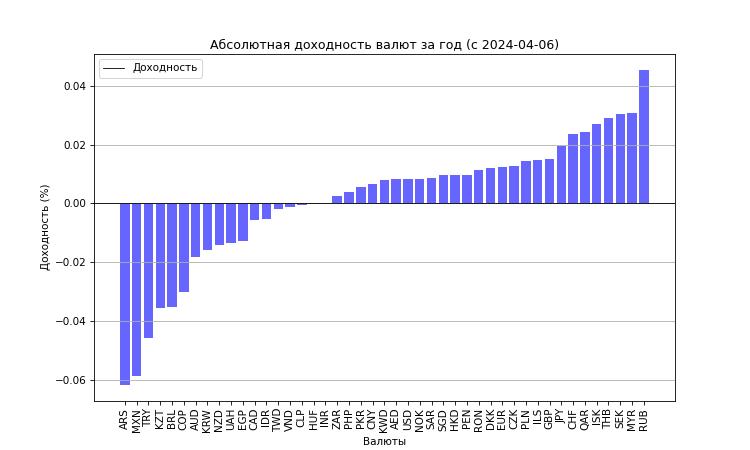 Абсолютная доходность валют за год (с 2024-04-06)
Доходность
0.04
0.02
0.00
−0.02
−0.04
−0.06
Доходность (%)
ARS MXN TRY KZT BRL COP AUD KRW NZD UAH EGP CAD IDR TWD VND CLP HUF INR ZAR PHP PKR CNY KWD AED USD NOK SAR SGD HKD PEN RON DKK EUR CZK PLN ILS GBP JPY CHF QAR ISK THB SEK MYR RUB
Валюты